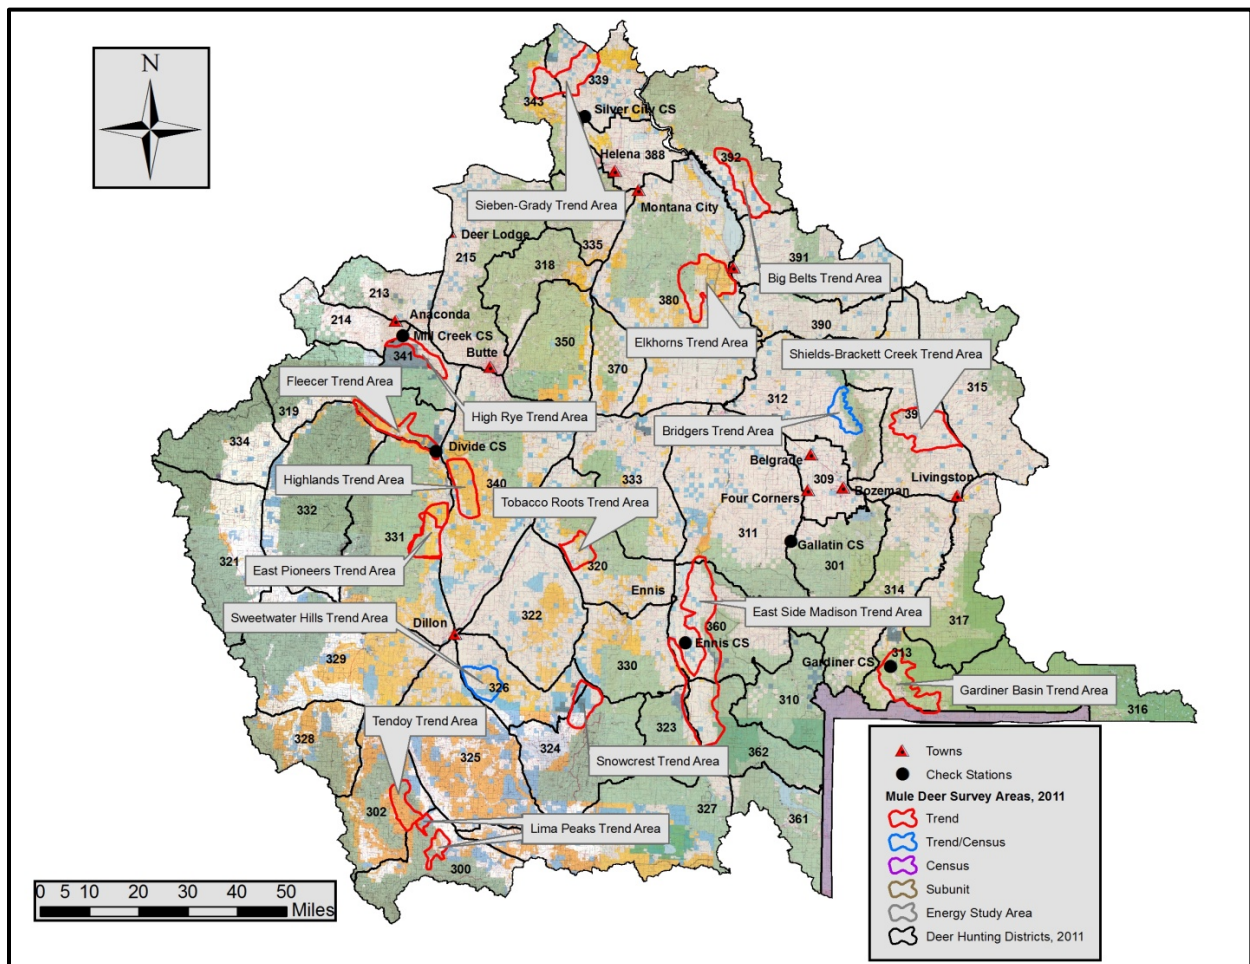 N
339
343
Silver City CS
Helena
388
392
Sieben-Grady Trend Area
Montana City
Deer Lodge
215
335
318
391
Big Belts Trend Area
213
380
214
Anaconda
Mill Creek CS
390
341
Butte
350
Elkhorns Trend Area
370
Shields-Brackett Creek Trend Area
Fleecer Trend Area
315
319
High Rye Trend Area
312
334
Bridgers Trend Area
Divide CS
Belgrade
Highlands Trend Area
340
333
309
Bozeman
Livingston
Tobacco Roots Trend Area
Four Corners
332
331
311
Gallatin CS
321
East Pioneers Trend Area
320
301
Ennis
314
Sweetwater Hills Trend Area
322
East Side Madison Trend Area
317
Dillon
360
Ennis CS
329
330
313
Gardiner CS
326
310
Gardiner Basin Trend Area
316
Tendoy Trend Area
323
328
324
325
362
Snowcrest Trend Area
302
327
361
Lima Peaks Trend Area
300
0 5 10 20 30 40 50
Miles
Towns
Check Stations
Mule Deer Survey Areas, 2011
Trend
Trend/Census
Census
Subunit
Energy Study Area
Deer Hunting Districts, 2011